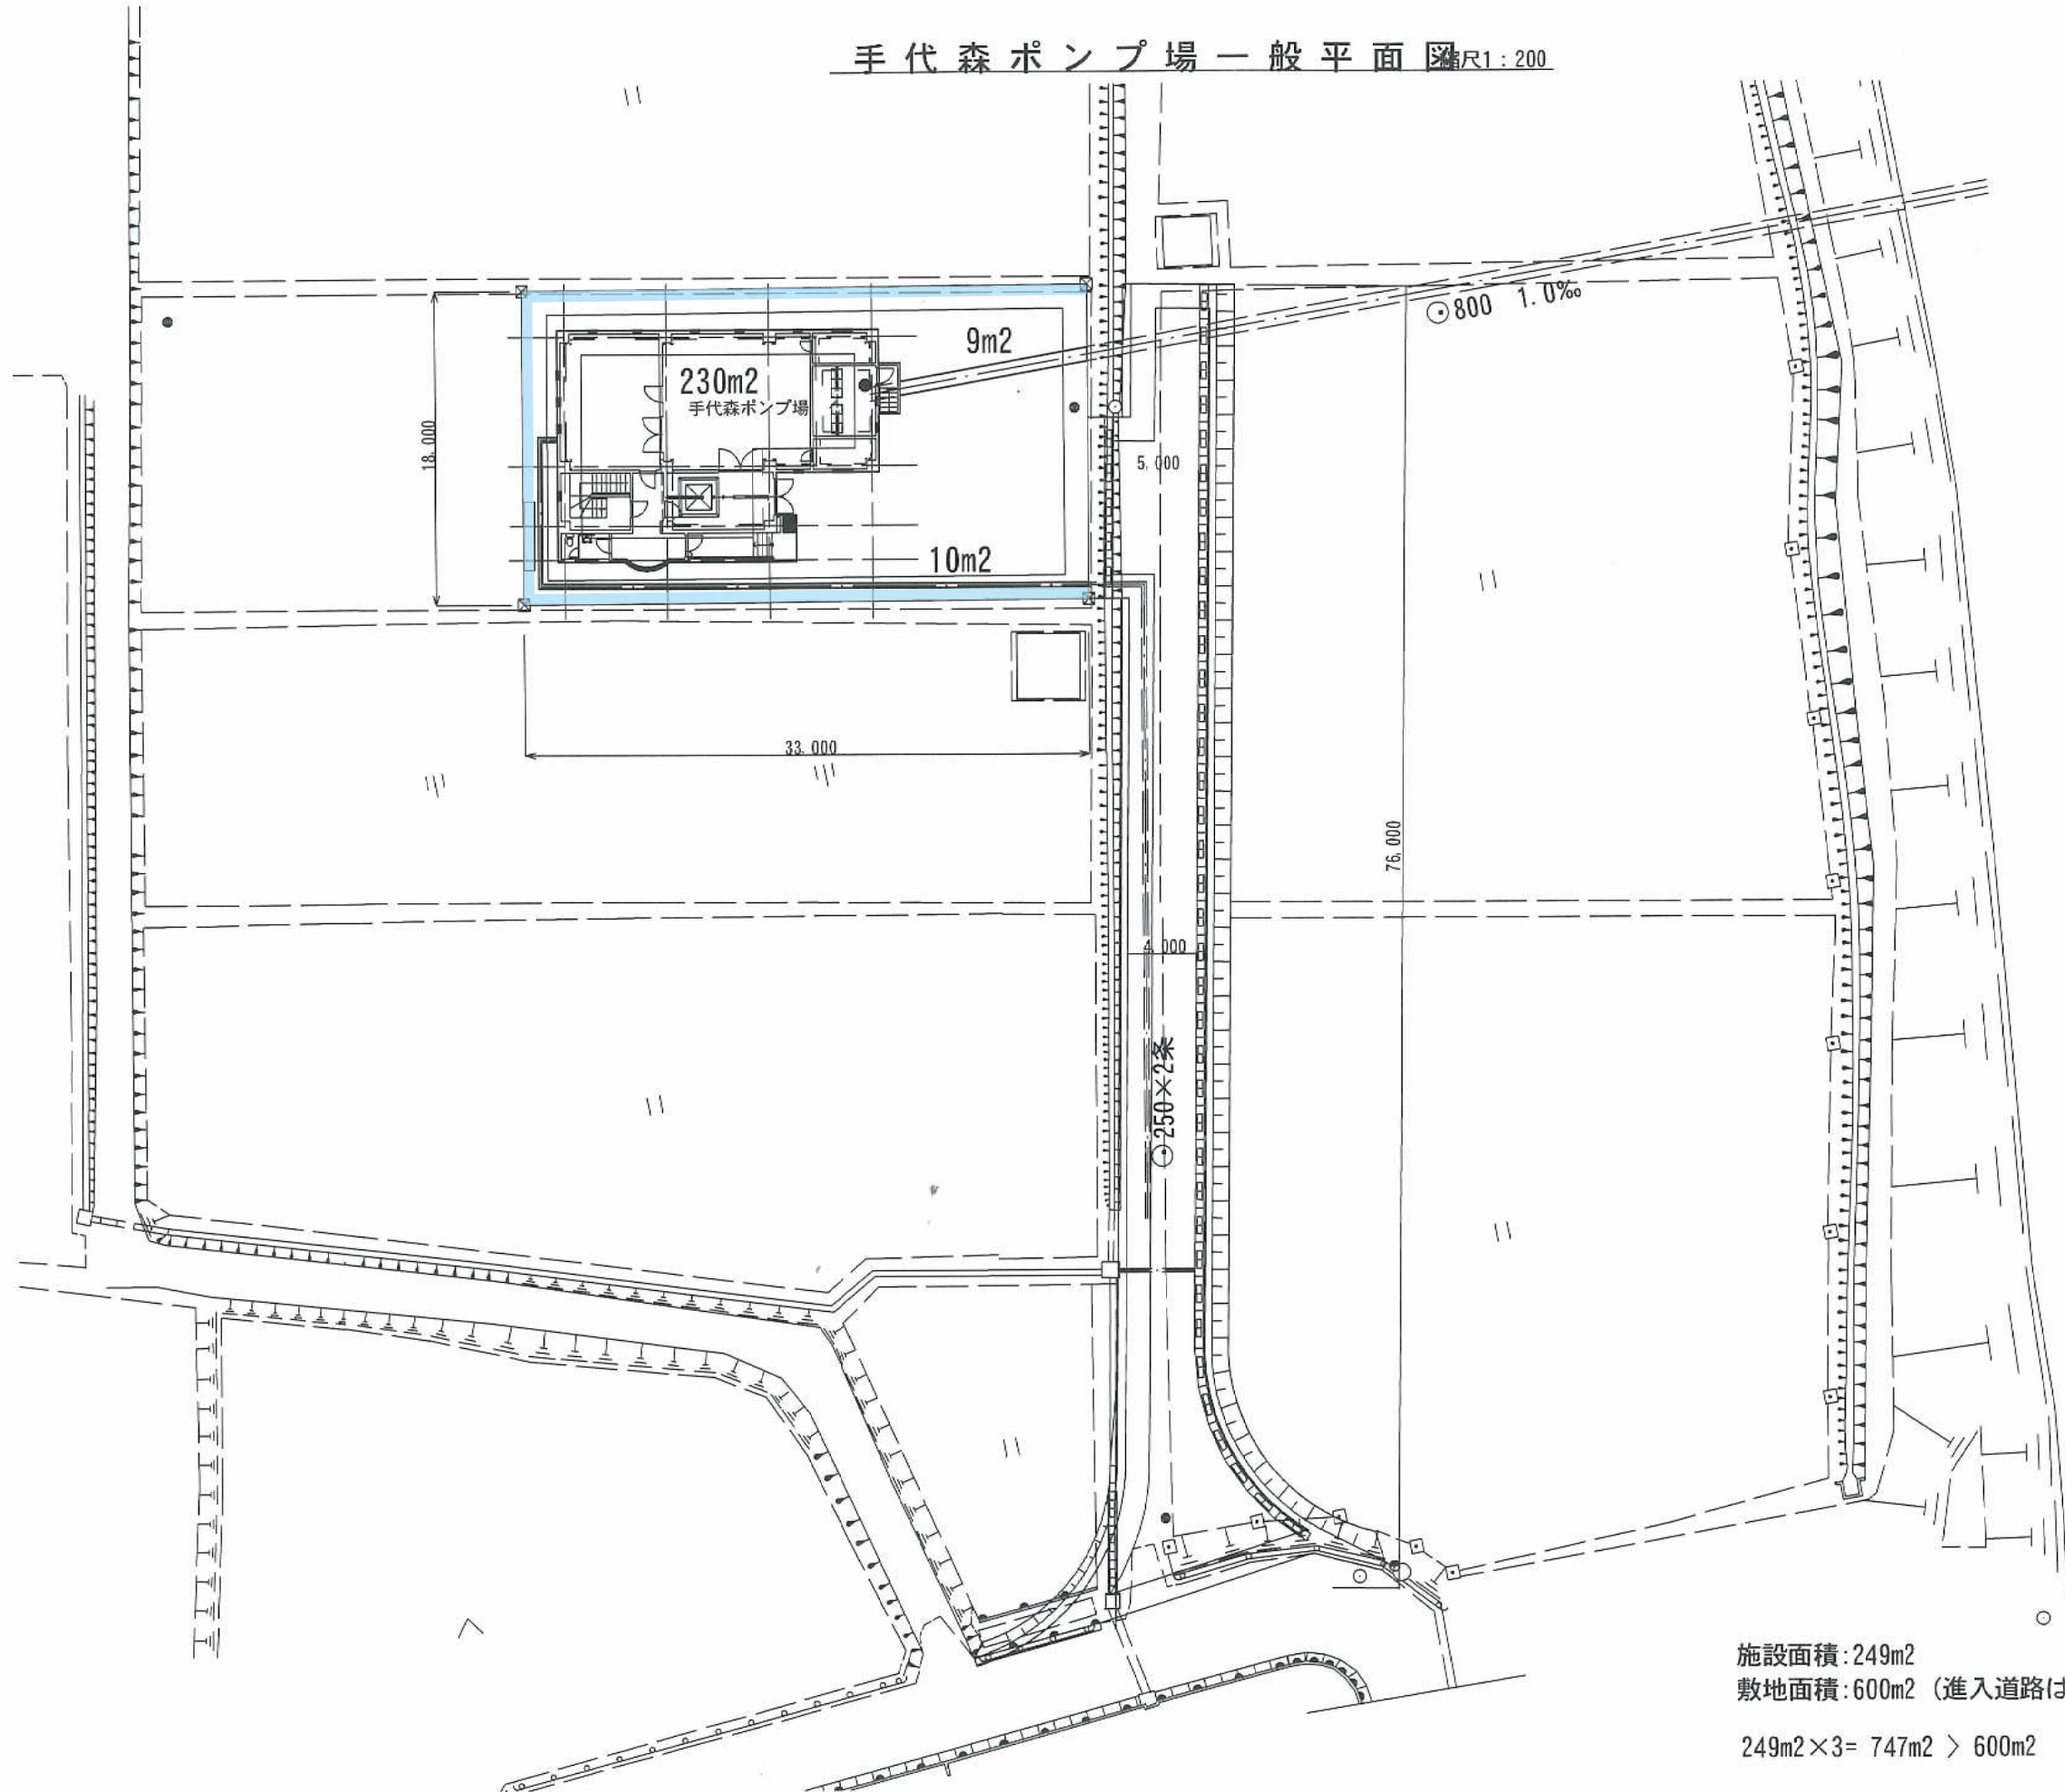 手代森ポンプ場一般平面図
縮尺1:200
800 1.0‰
9m2
230m2
手代森ポンプ場
18.000
5,000
10m2
33.000
76,000
4,000
250×2条
施設面積:249m2
敷地面積:600m2 (進入道路は
249m2×3= 747m2 > 600m2